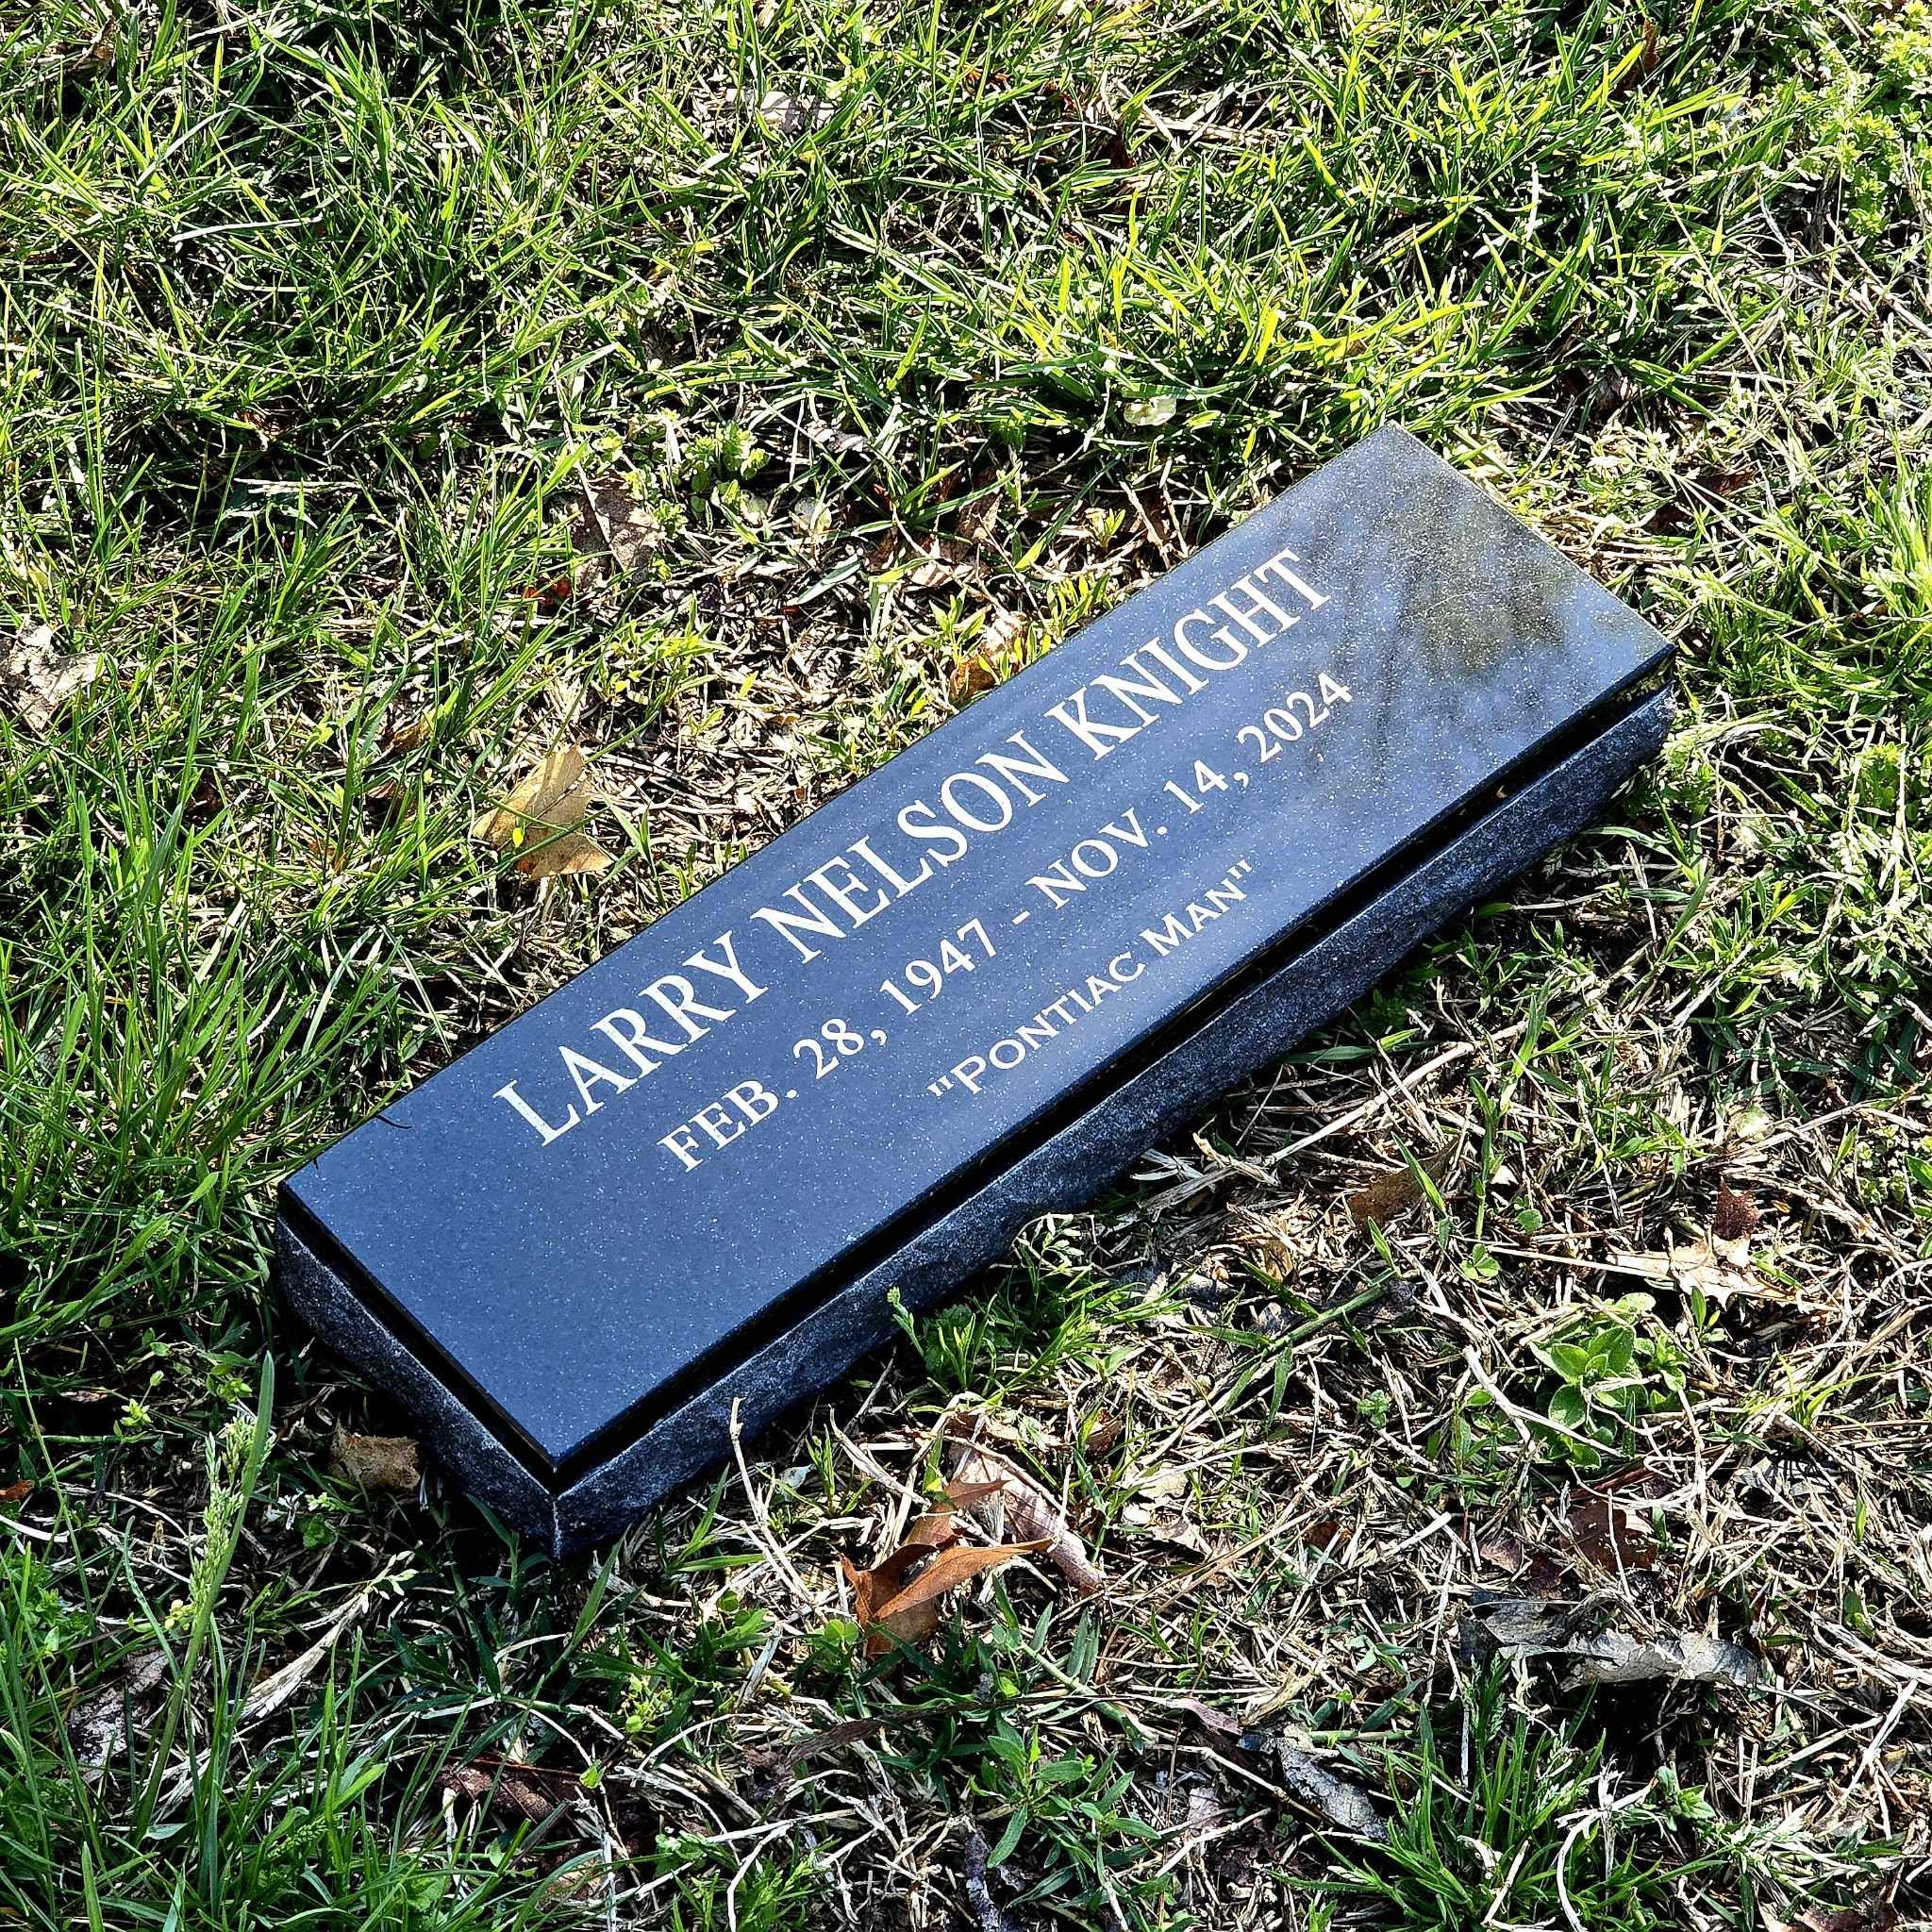 LARRY NELSON KNIGHT
FEB. 28, 1947 - NOV. 14, 2024
"PONTIAC MAN"